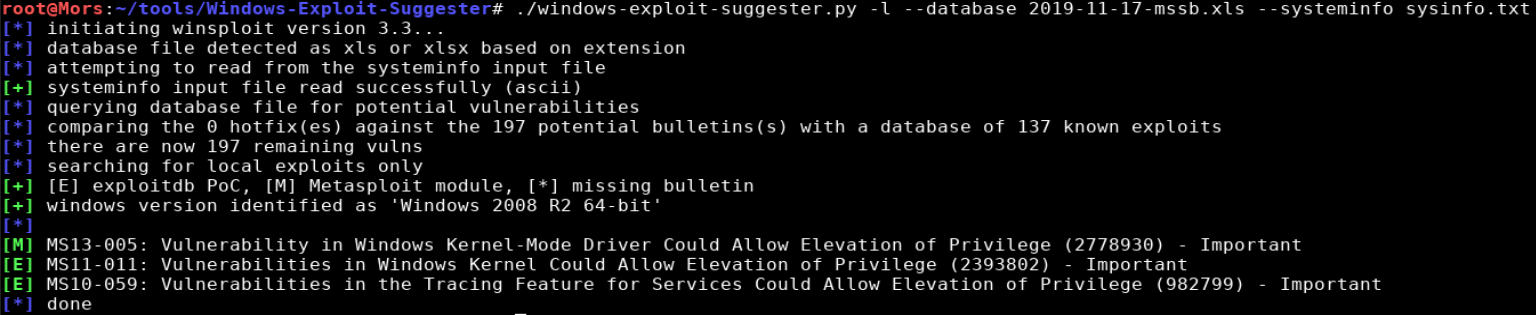 root@Mors:~/tools/Windows-Exploit-Suggester# ./windows-exploit-suggester.py -l --database 2019-11-17-mssb.xls --systeminfo sysinfo.txt
[*] initiating winsploit version 3.3...
[*] database file detected as xls or xlsx based on extension
[*] attempting to read from the systeminfo input file
[+] systeminfo input file read successfully (ascii)
[*] querying database file for potential vulnerabilities
[*] comparing the 0 hotfix(es) against the 197 potential bulletins(s) with a database of 137 known exploits
[*] there are now 197 remaining vulns
[*] searching for local exploits only
[+] [E] exploitdb PoC, [M] Metasploit module, [*] missing bulletin
[+] windows version identified as 'Windows 2008 R2 64-bit'
[*]
[M] MS13-005: Vulnerability in Windows Kernel-Mode Driver Could Allow Elevation of Privilege (2778930) - Important
[E] MS11-011: Vulnerabilities in Windows Kernel Could Allow Elevation of Privilege (2393802) - Important
[E] MS10-059: Vulnerabilities in the Tracing Feature for Services Could Allow Elevation of Privilege (982799) - Important
[*] done